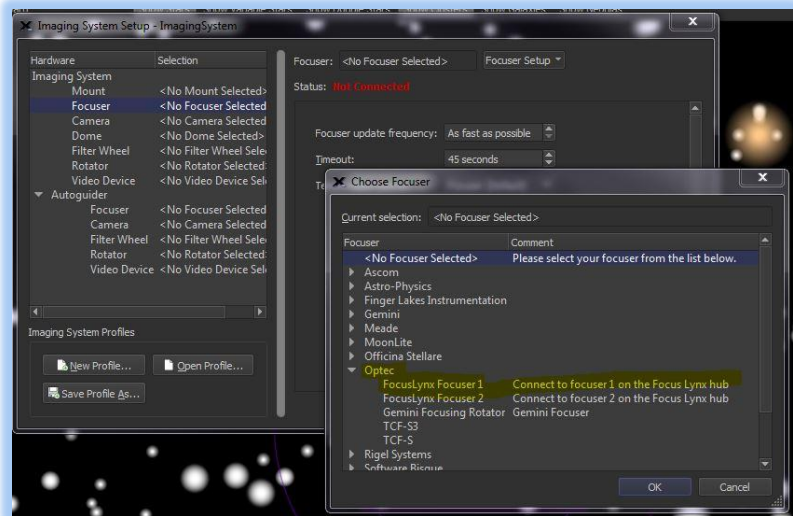 Imaging System Setup - ImagingSystem
Hardware Selection
Imaging System
Mount <No Mount Selected>
Focuser <No Focuser Selected
Camera <No Camera Selected
Dome <No Dome Selected>
Filter Wheel <No Filter Wheel Sele
Rotator <No Rotator Selected
Video Device <No Video Device Sel
Autoguider
Focuser <No Focuser Selected
Camera <No Camera Selected
Filter Wheel <No Filter Wheel Sele
Rotator <No Rotator Selected
Video Device <No Video Device Sel
Imaging System Profiles
New Profile...
Open Profile...
Save Profile As...
Focuser: <No Focuser Selected> Focuser Setup
Status: Not Connected
Focuser update frequency: As fast as possible
Timeout: 45 seconds
Choose Focuser
Current selection: <No Focuser Selected>
Focuser Comment
<No Focuser Selected> Please select your focuser from the list below.
Ascom
Astro-Physics
Finger Lakes Instrumentation
Gemini
Meade
MoonLite
Officina Stellare
Optec
FocusLynx Focuser 1 Connect to focuser 1 on the Focus Lynx hub
FocusLynx Focuser 2 Connect to focuser 2 on the Focus Lynx hub
Gemini Focusing Rotator Gemini Focuser
TCF-S3
TCF-S
Rigel Systems
Software Bisque
OK Cancel